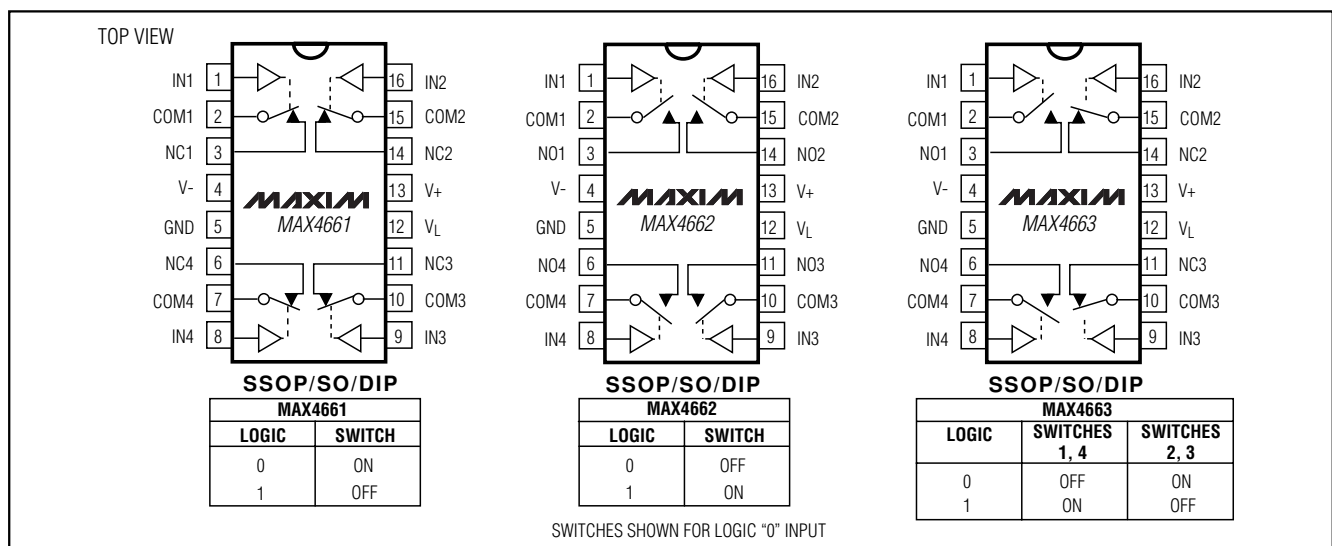 TOP VIEW
IN1 1 16 IN2
COM1 2 15 COM2
NC1 3 14 NC2
V- 4 13 V+
MAXIM
GND 5 MAX4661 12 VL
NC4 6 11 NC3
COM4 7 10 COM3
IN4 8 9 IN3
SSOP/SO/DIP
MAX4661
LOGIC SWITCH
0 ON
1 OFF
IN1 1 16 IN2
COM1 2 15 COM2
NO1 3 14 NO2
V- 4 13 V+
MAXIM
GND 5 MAX4662 12 VL
NO4 6 11 NO3
COM4 7 10 COM3
IN4 8 9 IN3
SSOP/SO/DIP
MAX4662
LOGIC SWITCH
0 OFF
1 ON
IN1 1 16 IN2
COM1 2 15 COM2
NO1 3 14 NC2
V- 4 13 V+
MAXIM
GND 5 MAX4663 12 VL
NO4 6 11 NC3
COM4 7 10 COM3
IN4 8 9 IN3
SSOP/SO/DIP
MAX4663
LOGIC SWITCHES 1, 4 SWITCHES 2, 3
0 OFF ON
1 ON OFF
SWITCHES SHOWN FOR LOGIC “0” INPUT